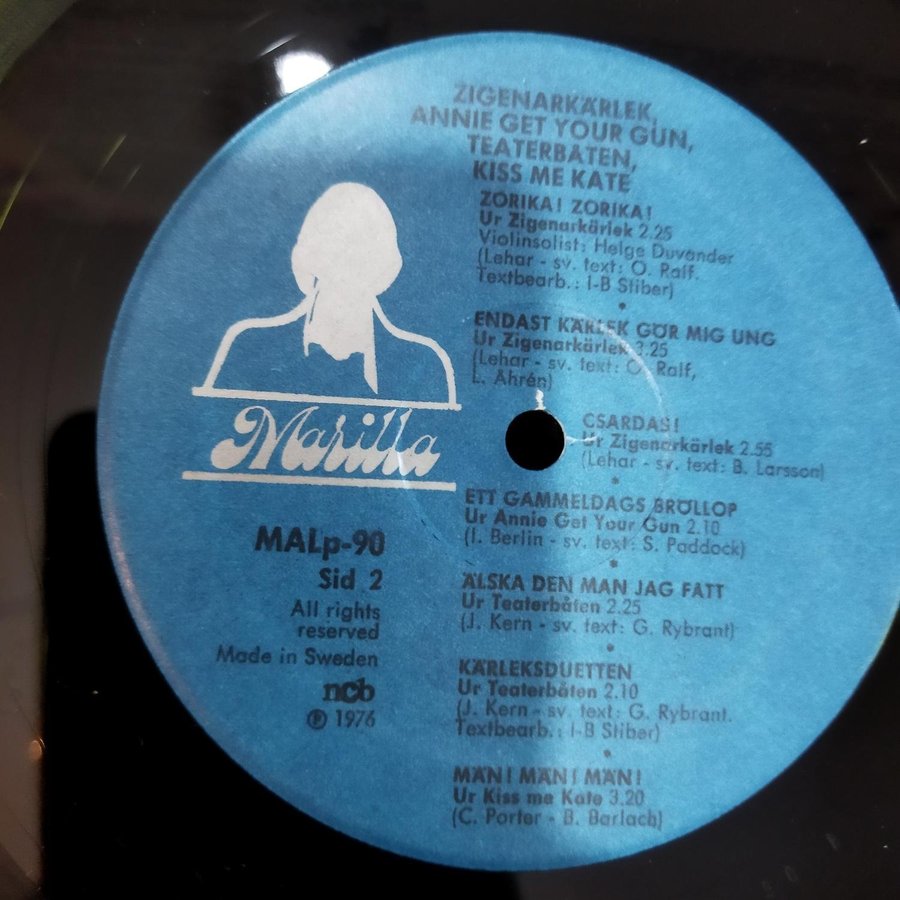 ZIGENARKÄRLEK,
ANNIE GET YOUR GUN,
TEATERBÅTEN,
KISS ME KATE
ZORIKA! ZORIKA!
Ur Zigenarkärlek 2.25
Violinsolist: Helge Duvander
(Lehar - sv. text: O. Ralf.
Textbearb.: I-B Stiber)
ENDAST KÄRLEK GÖR MIG UNG
Ur Zigenarkärlek 3.25
(Lehar - sv. text: O. Ralf,
L. Ahrén)
CSARDAS!
Ur Zigenarkärlek 2.55
(Lehar - sv. text: B. Larsson)
ETT GAMMELDAGS BRÖLLOP
Ur Annie Get Your Gun 2.10
(I. Berlin - sv. text: S. Paddock)
ÄLSKA DEN MAN JAG FATT
Ur Teaterbåten 2.25
(J. Kern - sv. text: G. Rybrant)
KÄRLEKSDUETTEN
Ur Teaterbåten 2.10
(J. Kern - sv. text: G. Rybrant.
Textbearb.: I-B Stiber)
MÄN! MÄN! MÄN!
Ur Kiss me Kate 3.20
(C. Porter - B. Barlach)
Marilla
MALp-90
Sid 2
All rights
reserved
Made in Sweden
ncb
℗ 1976